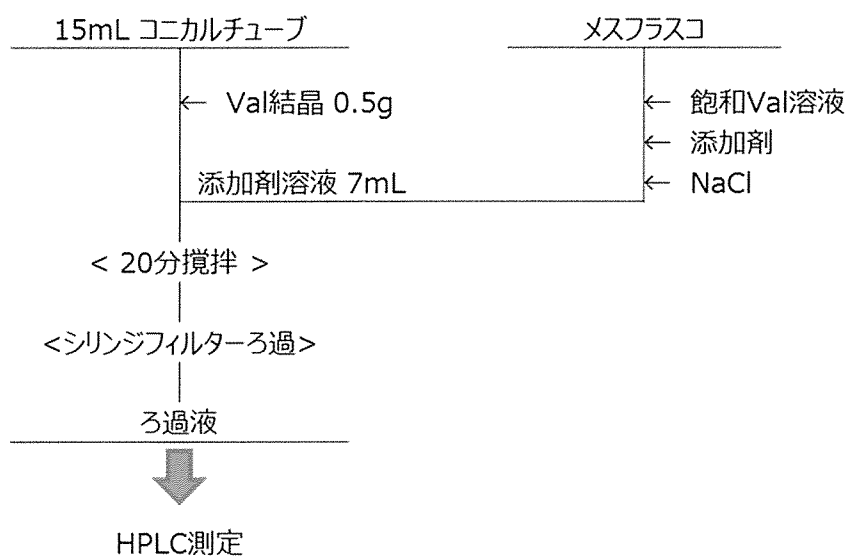 15mL コニカルチューブ
メスフラスコ
← Val結晶 0.5g
← 飽和Val溶液
← 添加剤
← NaCl
添加剤溶液 7mL
< 20分撹拌 >
<シリンジフィルターろ過>
ろ過液
HPLC測定